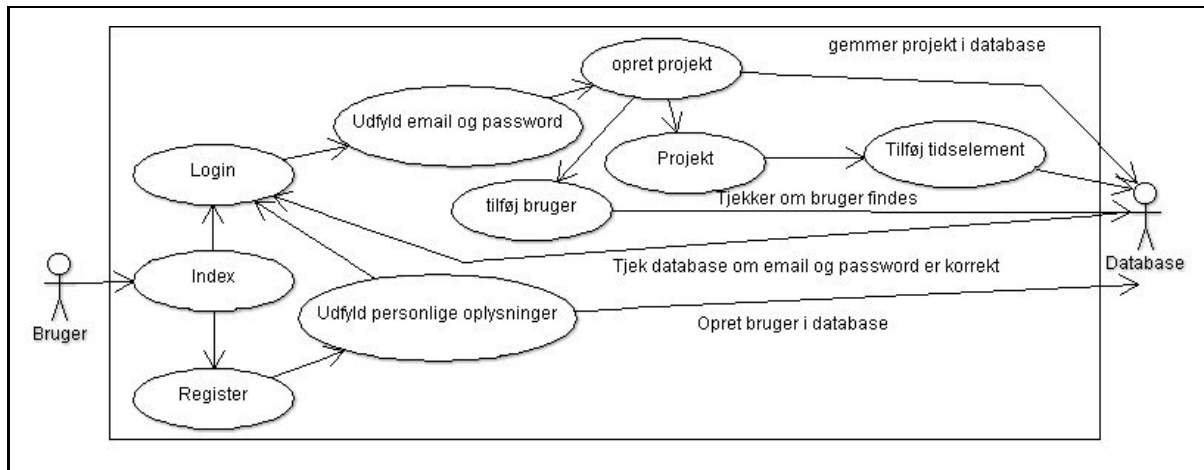 gemmer projekt i database
opret projekt
Udfyld email og password
Projekt
Tilføj tidselement
Login
tilføj bruger
Tjekker om bruger findes
Index
Tjek database om email og password er korrekt
Database
Bruger
Udfyld personlige oplysninger
Opret bruger i database
Register